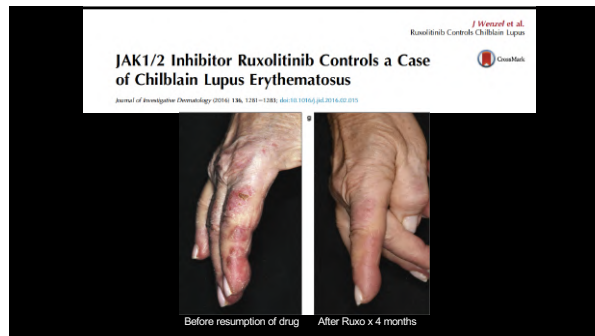 J Wenzel et al.
Ruxolitinib Controls Chilblain Lupus
JAK1/2 Inhibitor Ruxolitinib Controls a Case
of Chilblain Lupus Erythematosus
CrossMark
Journal of Investigative Dermatology (2016) 136, 1281–1283; doi:10.1016/j.jid.2016.02.015
g
Before resumption of drug
After Ruxo x 4 months